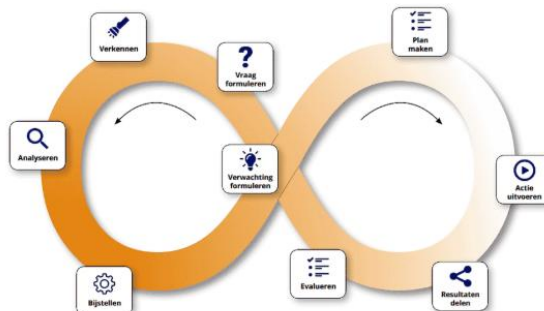 Verkennen
Vraag
formuleren
Plan
maken
Analyseren
Verwachting
formuleren
Actie
uitvoeren
Bijstellen
Evalueren
Resultaten
delen